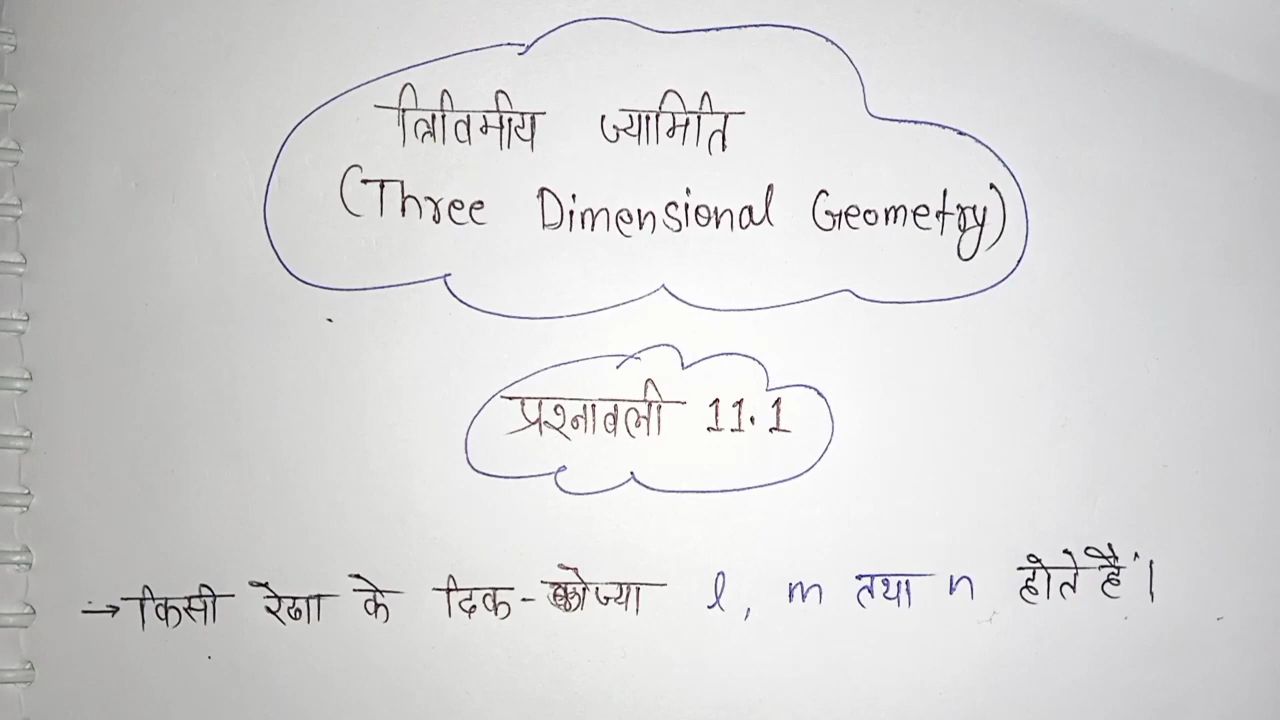 त्रिविमीय ज्यामिति
(Three Dimensional Geometry)
प्रश्नावली 11.1
→ किसी रेखा के दिक-कोज्या l, m तथा n होते हैं।